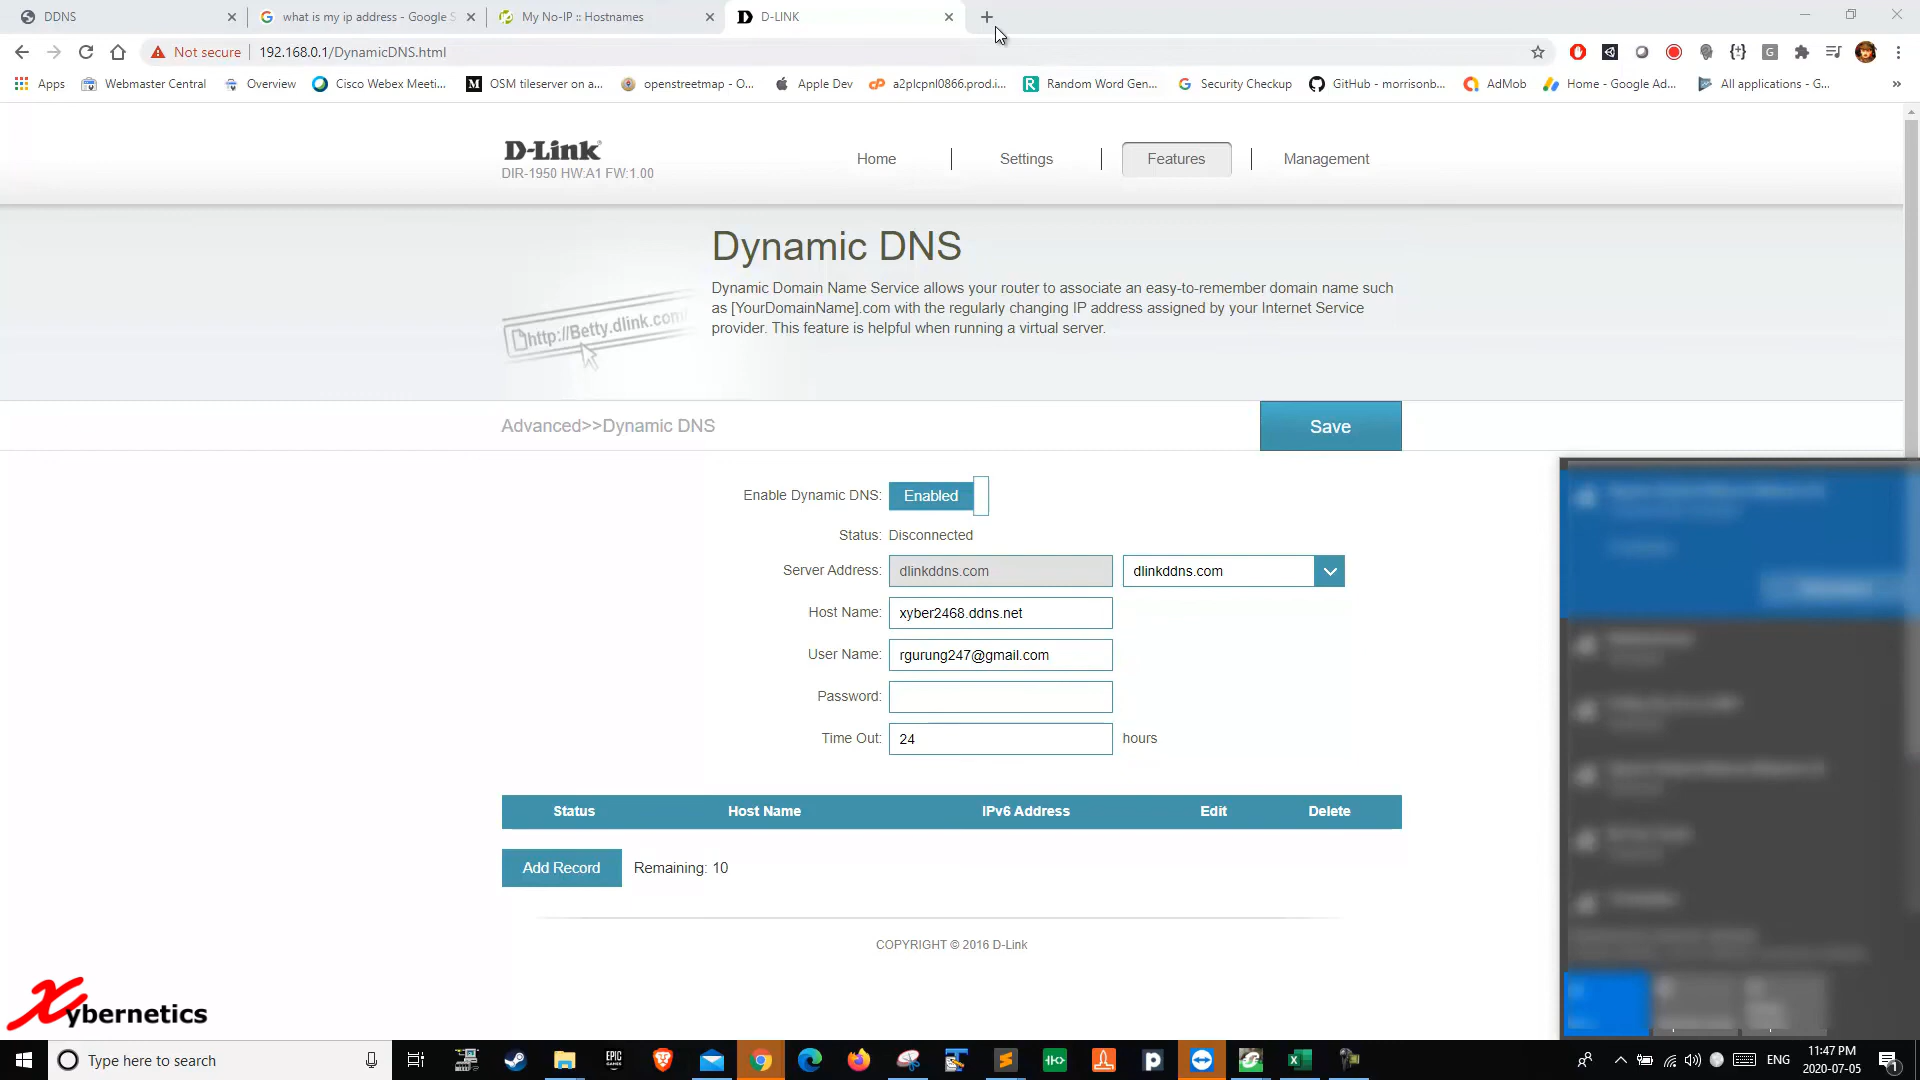 DDNS
what is my ip address - Google S
My No-IP :: Hostnames
D-LINK
Not secure
192.168.0.1/DynamicDNS.html
Apps
Webmaster Central
Overview
Cisco Webex Meeti...
OSM tileserver on a...
openstreetmap - O...
Apple Dev
a2plcpnl0866.prod.i...
Random Word Gen...
Security Checkup
GitHub - morrisonb...
AdMob
Home - Google Ad...
All applications - G...
D-Link
DIR-1950 HW:A1 FW:1.00
Home
Settings
Features
Management
Dynamic DNS
Dynamic Domain Name Service allows your router to associate an easy-to-remember domain name such
as [YourDomainName].com with the regularly changing IP address assigned by your Internet Service
provider. This feature is helpful when running a virtual server.
http://Betty.dlink.com/
Advanced>>Dynamic DNS
Save
Enable Dynamic DNS: Enabled
Status: Disconnected
Server Address: dlinkddns.com dlinkddns.com
Host Name: xyber2468.ddns.net
User Name: rgurung247@gmail.com
Password:
Time Out: 24 hours
Status Host Name IPv6 Address Edit Delete
Add Record Remaining: 10
COPYRIGHT © 2016 D-Link
Xybernetics
Type here to search
EPIC
GAMES
ENG
11:47 PM
2020-07-05
1